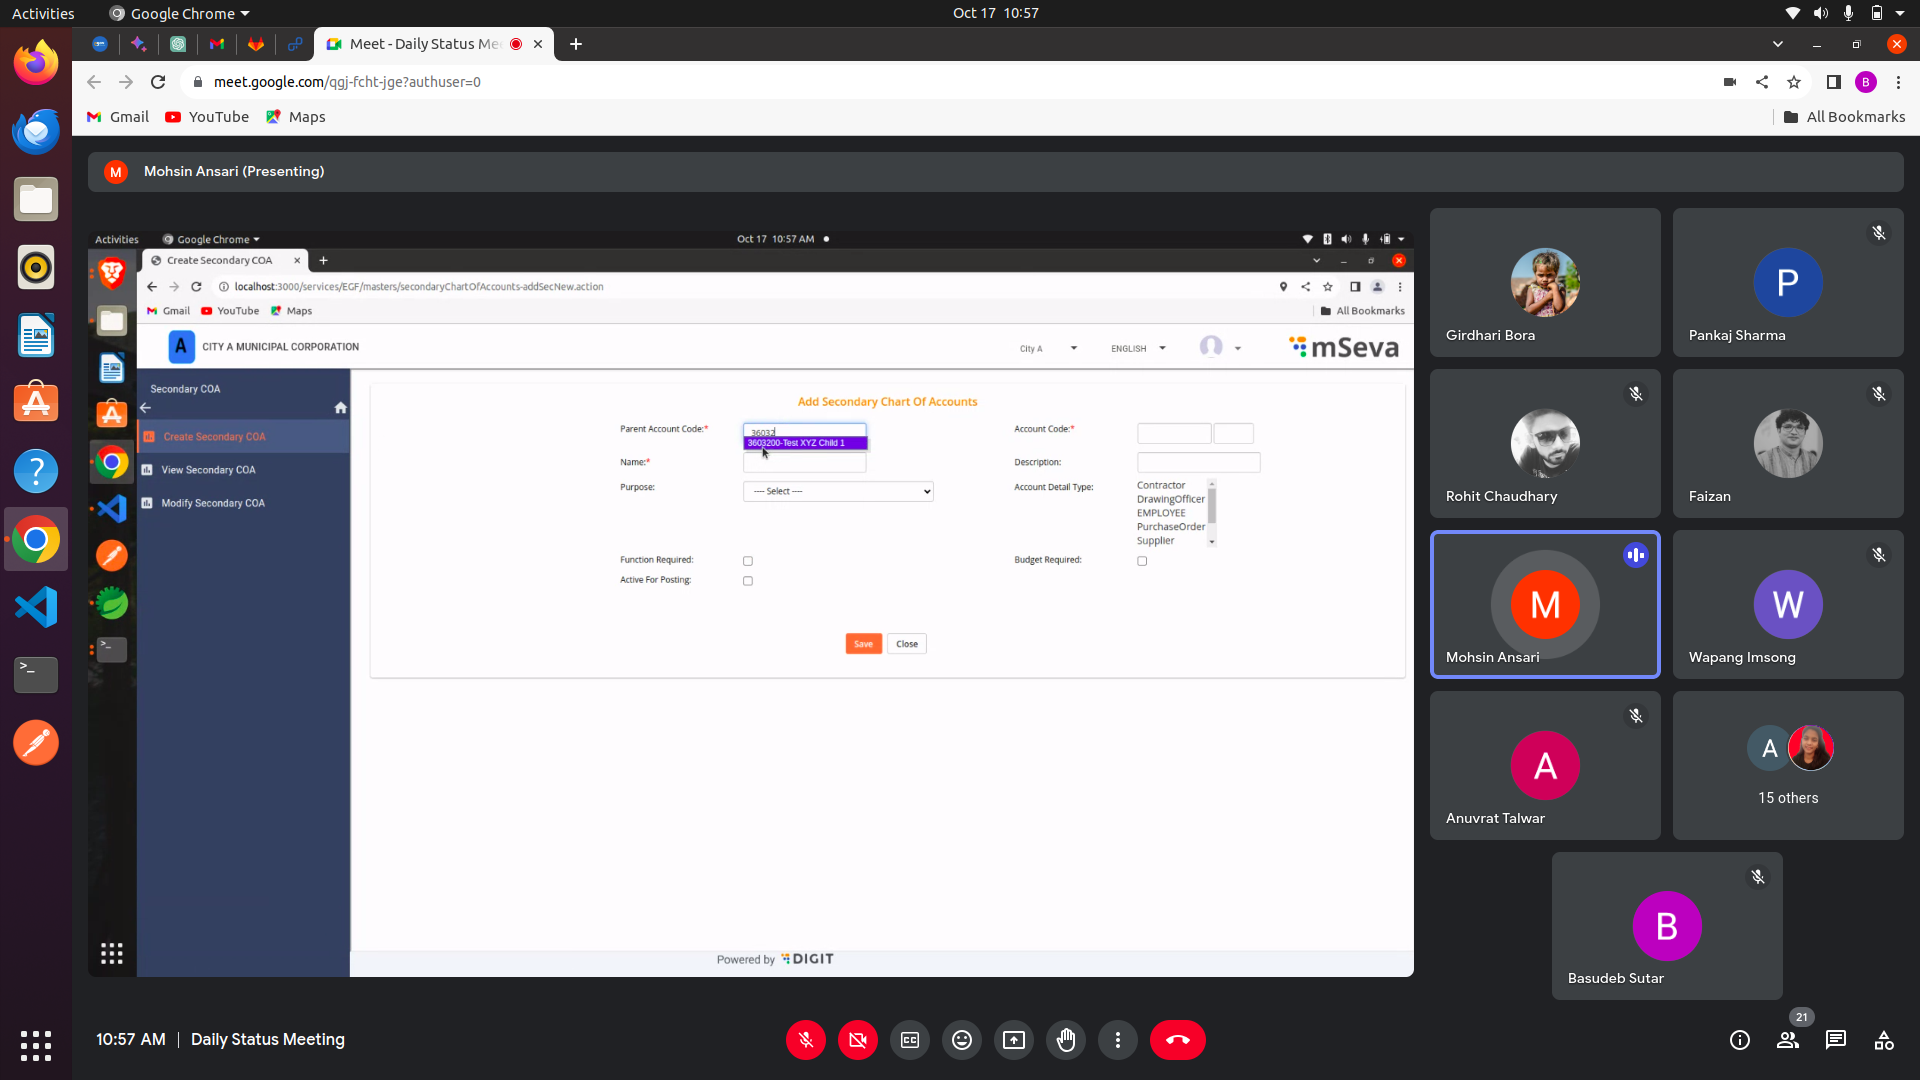 Activities
Google Chrome
Oct 17 10:57
Meet - Daily Status Me
meet.google.com/qgj-fcht-jge?authuser=0
B
Gmail
YouTube
Maps
All Bookmarks
M
Mohsin Ansari (Presenting)
Activities
Google Chrome
Oct 17 10:57 AM
Create Secondary COA
localhost:3000/services/EGF/masters/secondaryChartOfAccounts-addSecNew.action
Gmail
YouTube
Maps
All Bookmarks
A
CITY A MUNICIPAL CORPORATION
City A
ENGLISH
mSeva
Secondary COA
Create Secondary COA
View Secondary COA
Modify Secondary COA
Add Secondary Chart Of Accounts
Parent Account Code:*
36032
3603200-Test XYZ Child 1
Account Code:*
Name:*
Description:
Purpose:
---- Select ----
Account Detail Type:
Contractor
DrawingOfficer
EMPLOYEE
PurchaseOrder
Supplier
Function Required:
Budget Required:
Active For Posting:
Save
Close
Powered by DIGIT
Girdhari Bora
P
Pankaj Sharma
Rohit Chaudhary
Faizan
M
Mohsin Ansari
W
Wapang Imsong
A
Anuvrat Talwar
A
15 others
B
Basudeb Sutar
10:57 AM
Daily Status Meeting
21